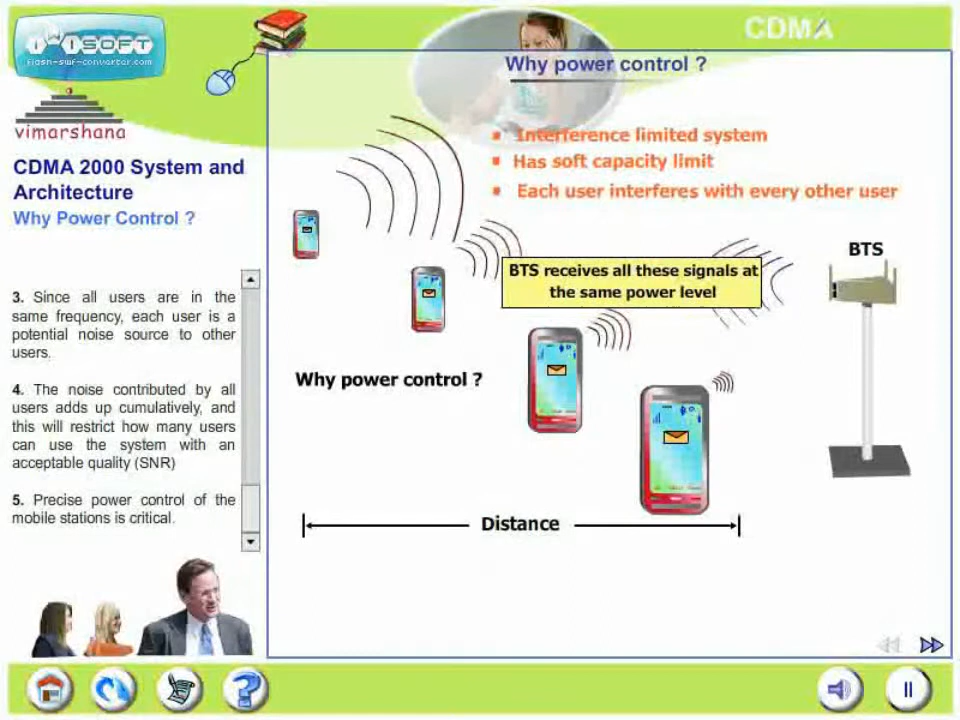 iWiSOFT
flash-swf-converter.com
vimarshana
CDMA
CDMA 2000 System and
Architecture
Why Power Control ?
3. Since all users are in the
same frequency, each user is a
potential noise source to other
users.
4. The noise contributed by all
users adds up cumulatively, and
this will restrict how many users
can use the system with an
acceptable quality (SNR)
5. Precise power control of the
mobile stations is critical.
Why power control ?
Interference limited system
Has soft capacity limit
Each user interferes with every other user
BTS
BTS receives all these signals at
the same power level
Why power control ?
Distance